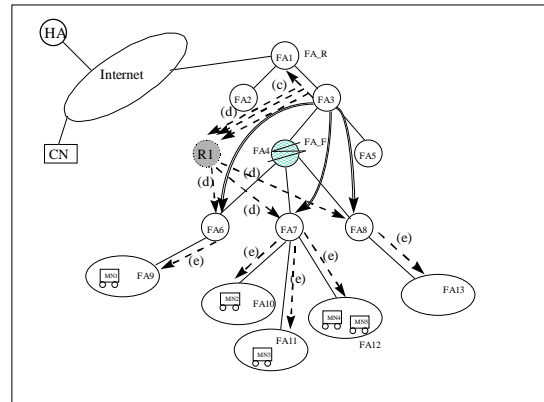 HA
FA1
FA_R
Internet
(c)
FA2
FA3
(d)
CN
R1
FA4
FA_F
FA5
(d)
(d)
(d)
FA6
FA7
FA8
(e)
(e)
(e)
(e)
(e)
MN1
FA9
MN2
FA10
FA13
MN4
MN5
MN3
FA11
FA12